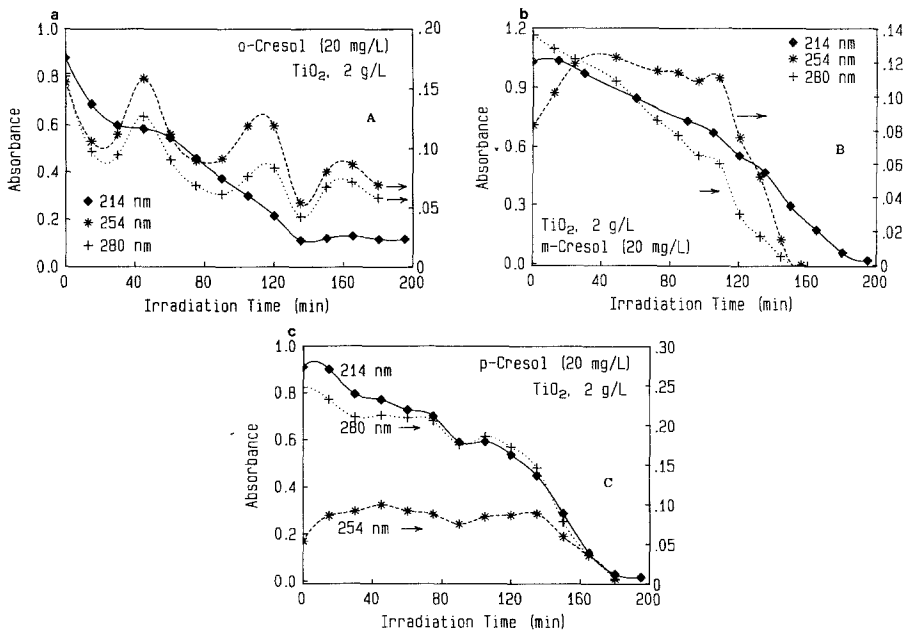 a
1.0
0.8
0.6
0.4
0.2
0.0
Absorbance
o-Cresol (20 mg/L)
TiO₂, 2 g/L
A
214 nm
254 nm
280 nm
.20
.15
.10
.05
0
0 40 80 120 160 200
Irradiation Time (min)
b
1.2
0.9
0.6
0.3
0.0
Absorbance
214 nm
254 nm
280 nm
B
TiO₂, 2 g/L
m-Cresol (20 mg/L)
.14
.12
.10
.08
.06
.04
.02
0
0 40 80 120 160 200
Irradiation Time (min)
c
1.0
0.8
0.6
0.4
0.2
0.0
Absorbance
214 nm
p-Cresol (20 mg/L)
TiO₂, 2 g/L
280 nm
C
254 nm
.30
.25
.20
.15
.10
.05
0
0 40 80 120 160 200
Irradiation Time (min)